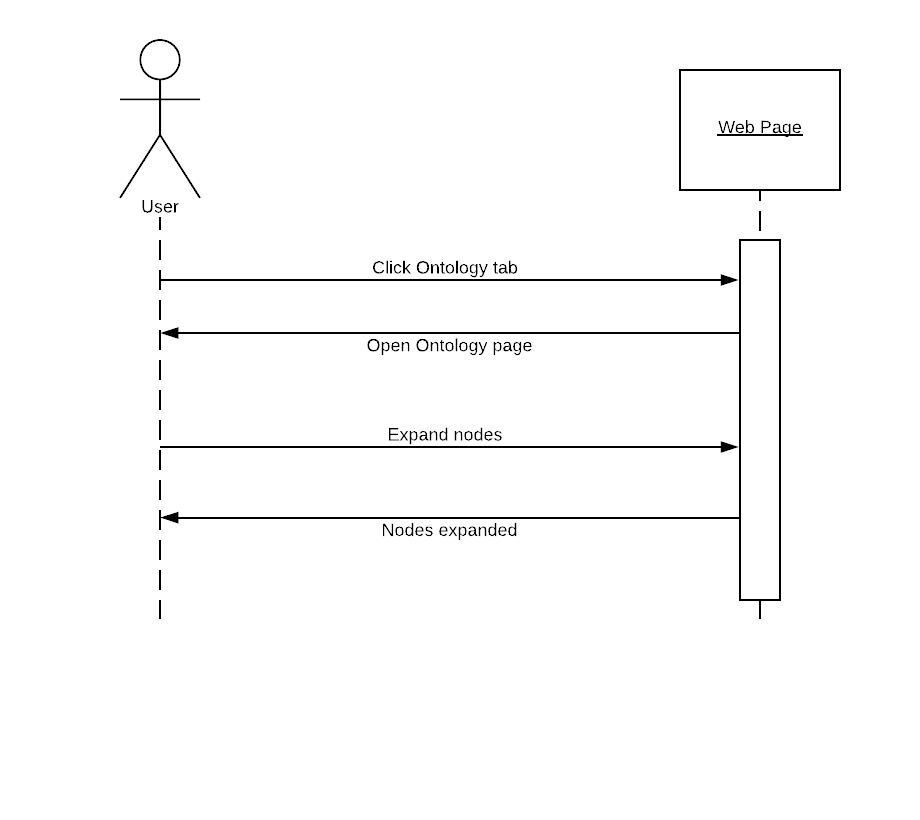 Web Page
User
Click Ontology tab
Open Ontology page
Expand nodes
Nodes expanded